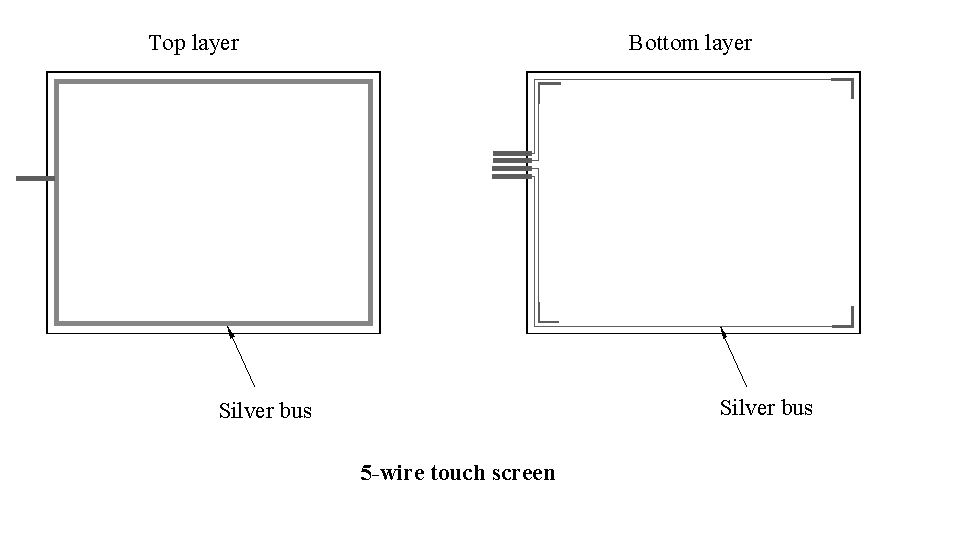 Top layer
Bottom layer
Silver bus
Silver bus
5-wire touch screen